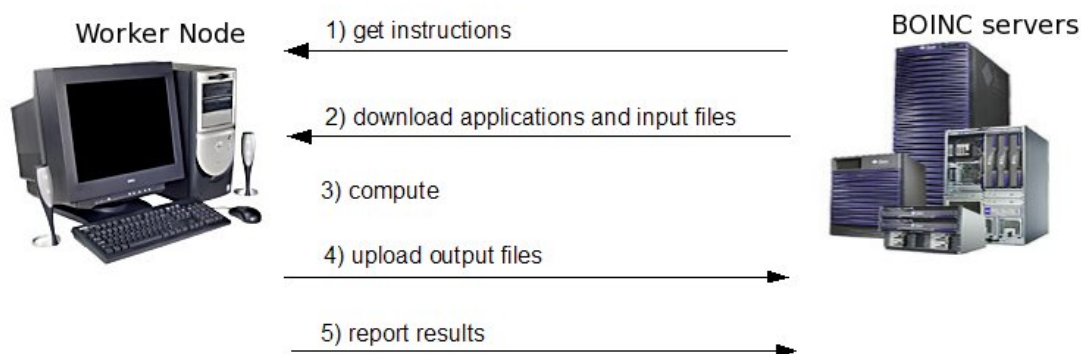 Worker Node
BOINC servers
1) get instructions
2) download applications and input files
3) compute
4) upload output files
5) report results